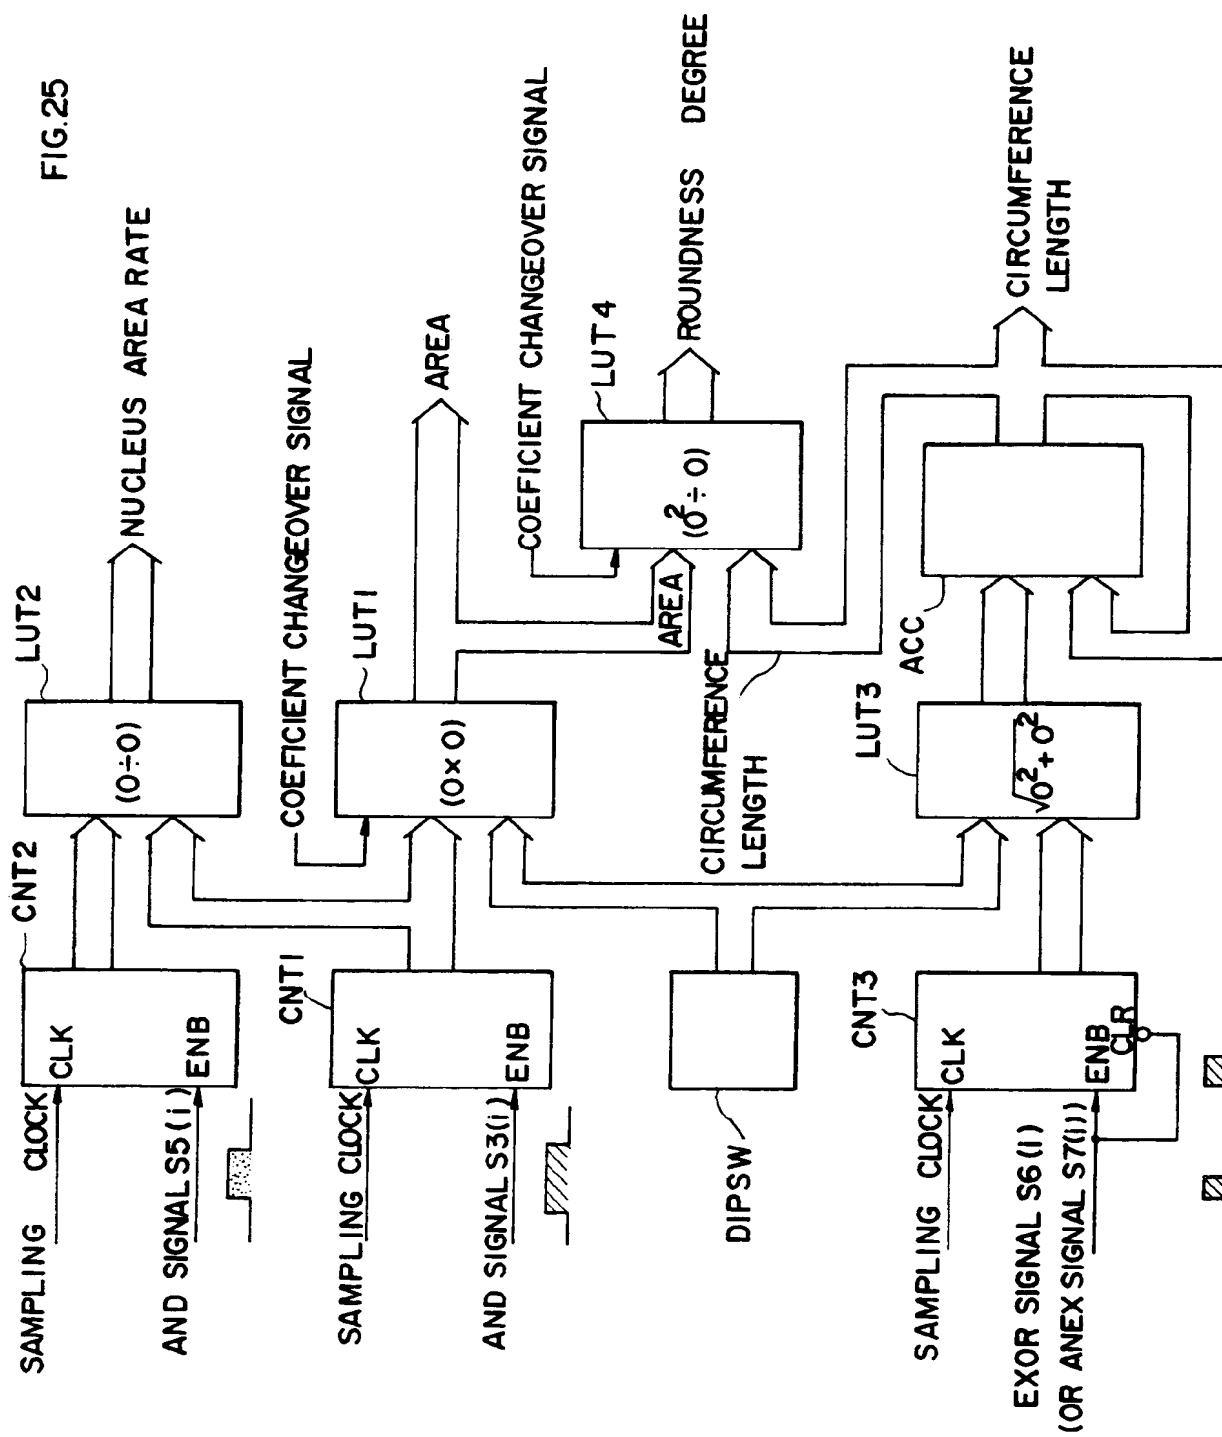 FIG.25
SAMPLING CLOCK
CLK
CNT2
LUT2
(O÷O)
NUCLEUS AREA RATE
AND SIGNAL S5(i)
ENB
COEFICIENT CHANGEOVER SIGNAL
SAMPLING CLOCK
CLK
CNT1
LUT1
(O×O)
AREA
AND SIGNAL S3(i)
ENB
COEFICIENT CHANGEOVER SIGNAL
LUT4
(O²÷O)
ROUNDNESS DEGREE
AREA
CIRCUMFERENCE
LENGTH
DIPSW
SAMPLING CLOCK
CLK
CNT3
LUT3
√O²+O²
ACC
CIRCUMFERENCE
LENGTH
EXOR SIGNAL S6(i)
(OR ANEX SIGNAL S7(i))
ENB
CLR